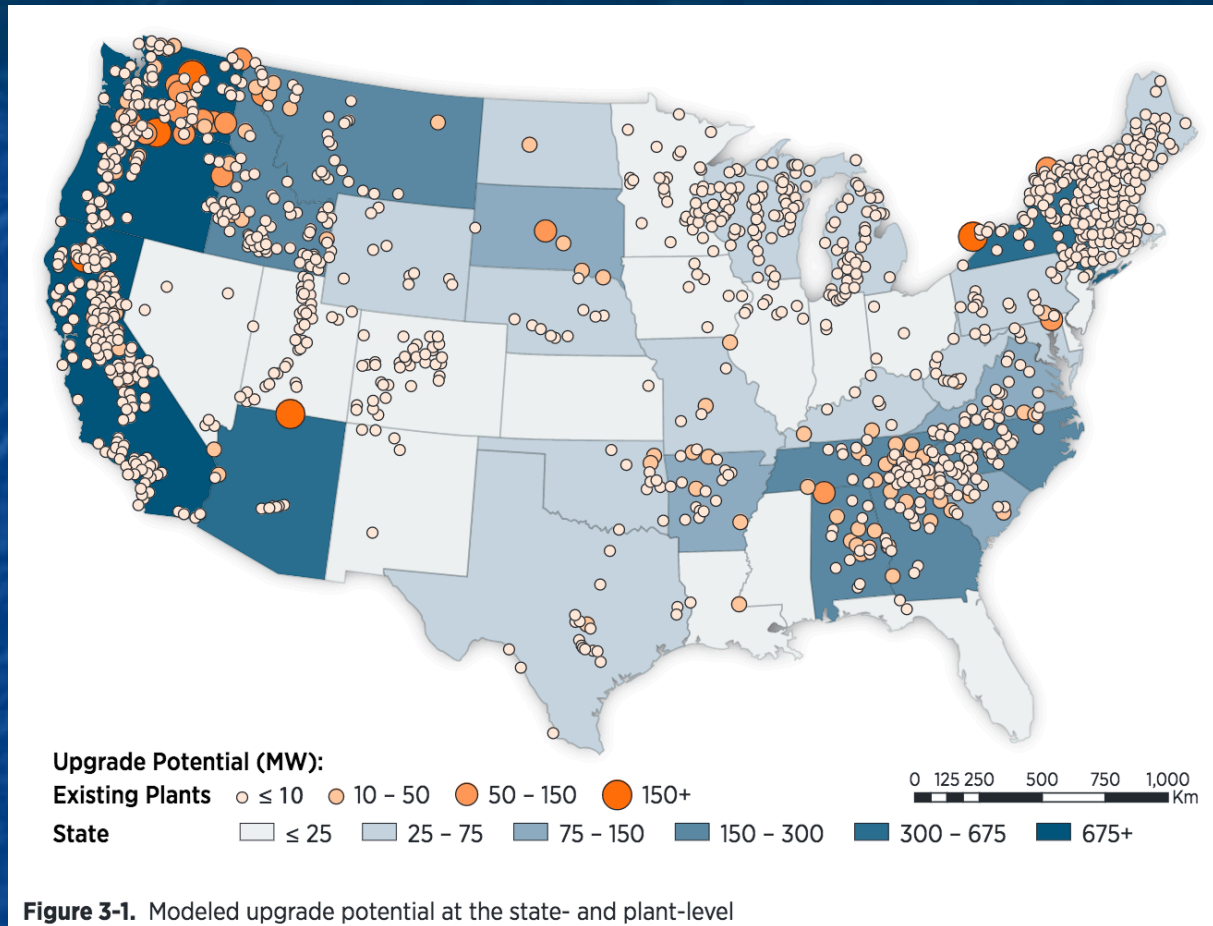 Upgrade Potential (MW):
Existing Plants ≤ 10 10 – 50 50 – 150 150+
0 125 250 500 750 1,000
Km
State ≤ 25 25 – 75 75 – 150 150 – 300 300 – 675 675+
Figure 3-1. Modeled upgrade potential at the state- and plant-level